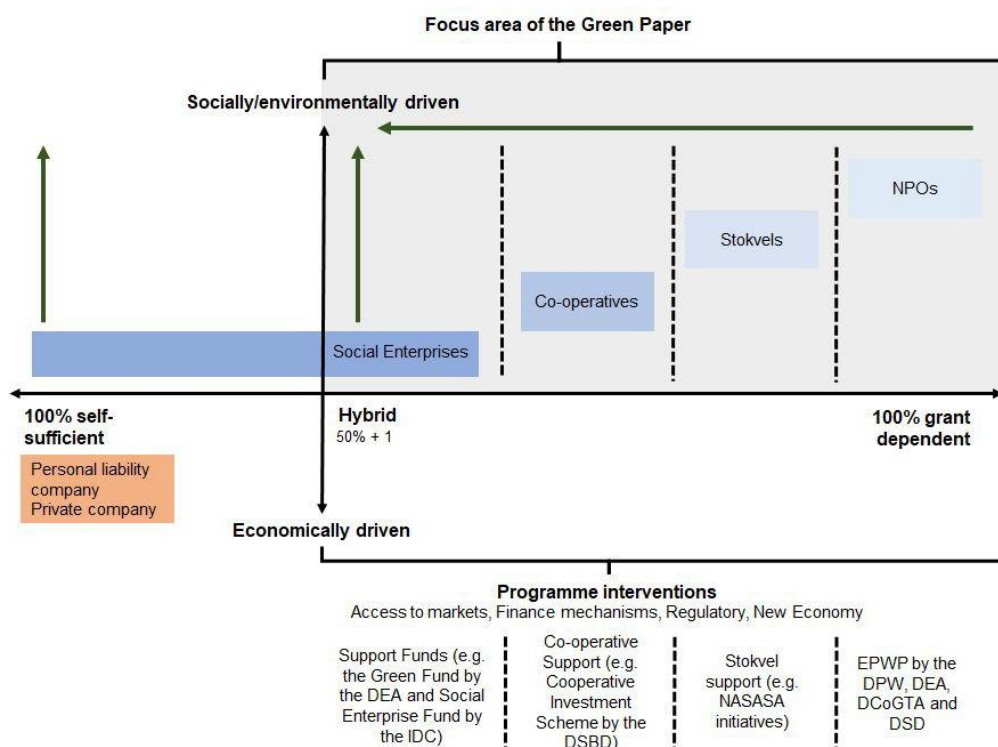 Focus area of the Green Paper
Socially/environmentally driven
NPOs
Stokvels
Co-operatives
Social Enterprises
100% self-
sufficient
Hybrid
50% + 1
100% grant
dependent
Personal liability
company
Private company
Economically driven
Programme interventions
Access to markets, Finance mechanisms, Regulatory, New Economy
Support Funds (e.g.
the Green Fund by
the DEA and Social
Enterprise Fund by
the IDC)
Co-operative
Support (e.g.
Cooperative
Investment
Scheme by the
DSBD)
Stokvel
support (e.g.
NASASA
initiatives)
EPWP by the
DPW, DEA,
DCoGTA and
DSD